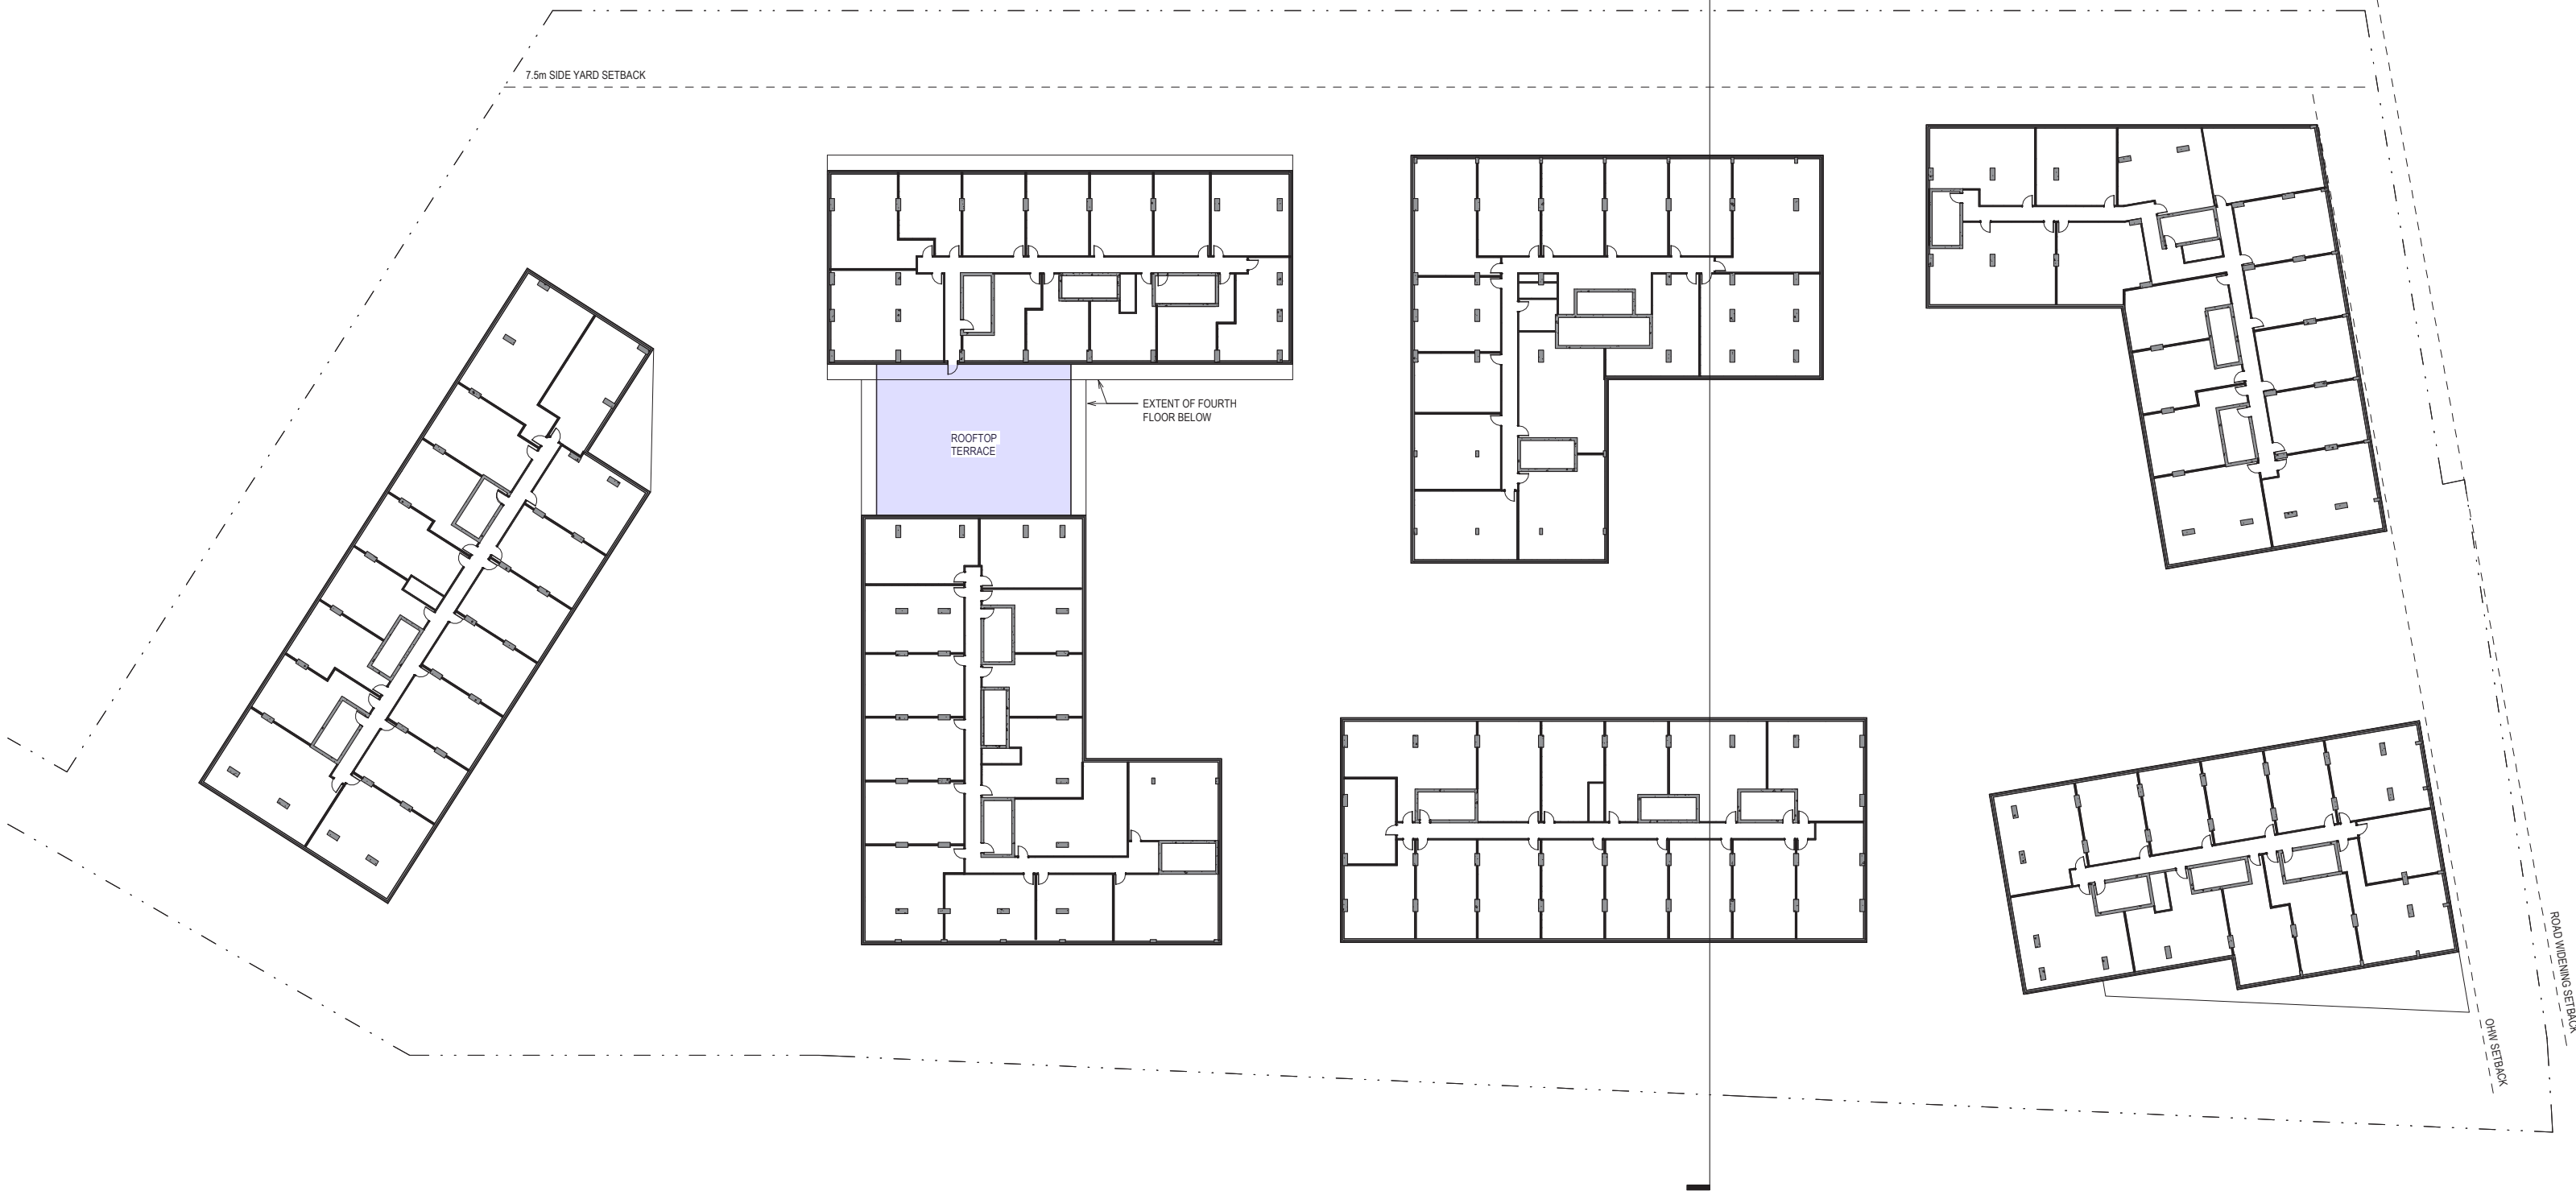 7.5m SIDE YARD SETBACK
EXTENT OF FOURTH
FLOOR BELOW
ROOFTOP
TERRACE
ROAD WIDENING SETBACK
OHW SETBACK